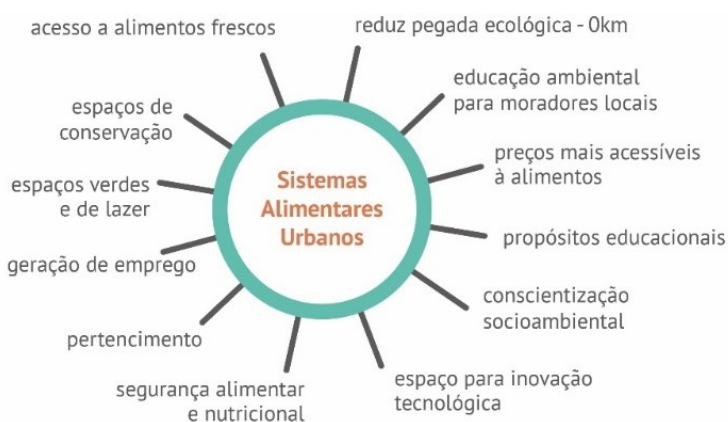 acesso a alimentos frescos
reduz pegada ecológica - 0km
educação ambiental
para moradores locais
preços mais acessíveis
à alimentos
propósitos educacionais
conscientização
socioambiental
espaço para inovação
tecnológica
segurança alimentar
e nutricional
pertencimento
geração de emprego
espaços verdes
e de lazer
espaços de
conservação
Sistemas
Alimentares
Urbanos